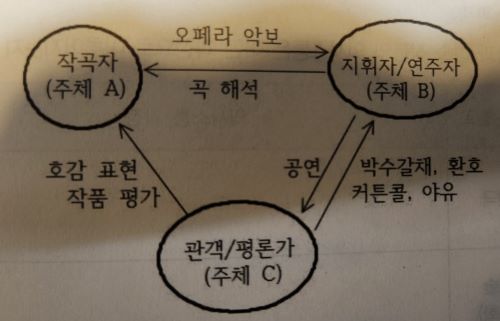 오페라 악보
작곡자
(주체 A)
지휘자/연주자
(주체 B)
곡 해석
호감 표현
작품 평가
공연
박수갈채, 환호
커튼콜, 야유
관객/평론가
(주체 C)